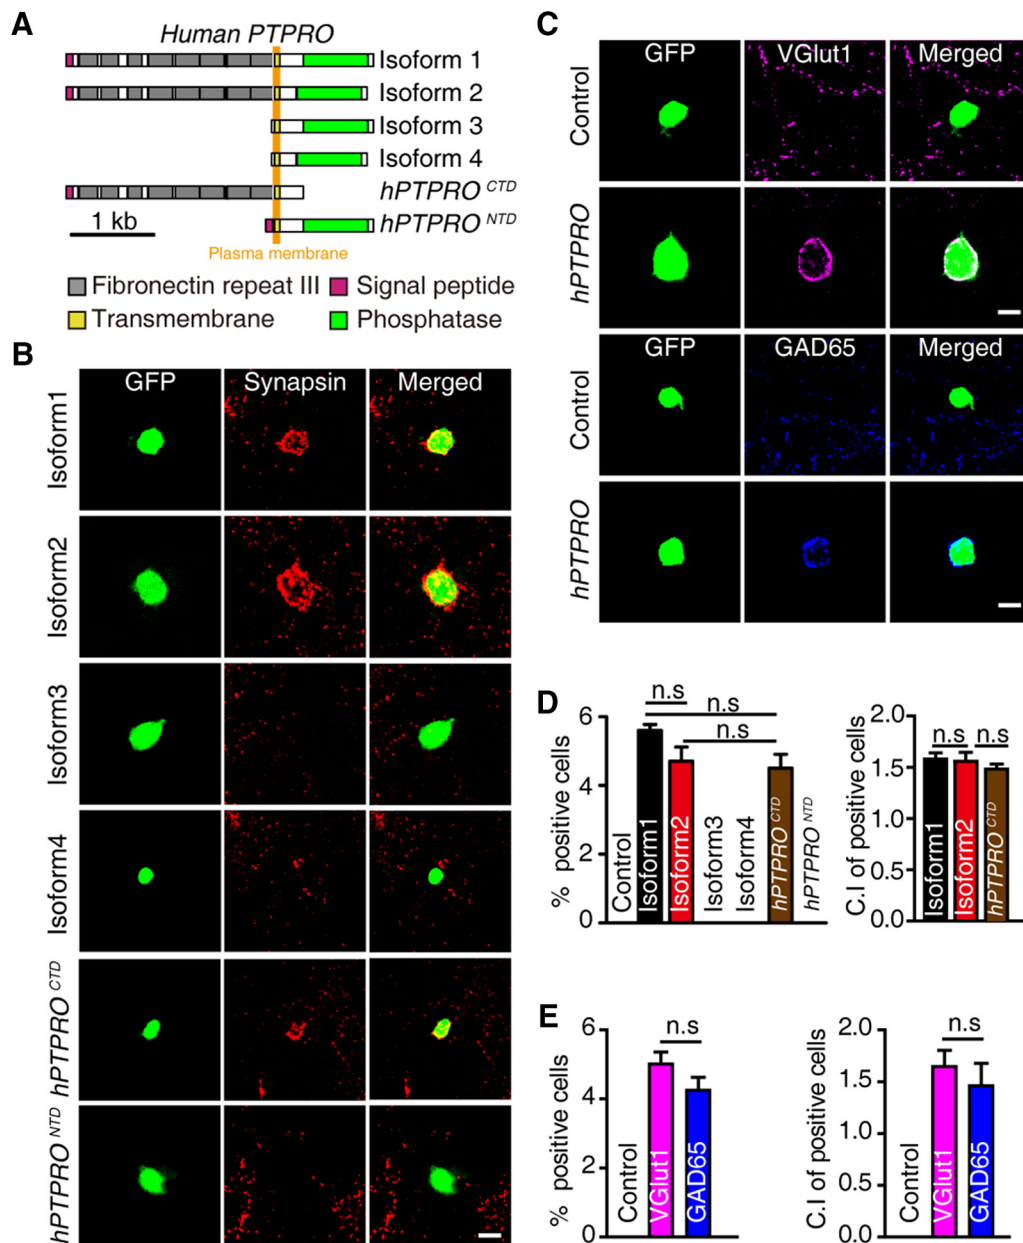 A
Human PTPRO
Isoform 1
Isoform 2
Isoform 3
Isoform 4
hPTPRO CTD
hPTPRO NTD
1 kb
Plasma membrane
Fibronectin repeat III
Signal peptide
Transmembrane
Phosphatase
B
GFP Synapsin Merged
Isoform1
Isoform2
Isoform3
Isoform4
hPTPRO CTD
hPTPRO NTD
C
GFP VGlut1 Merged
Control
hPTPRO
GFP GAD65 Merged
Control
hPTPRO
D
n.s
n.s
n.s
% positive cells
6
4
2
0
Control
Isoform1
Isoform2
Isoform3
Isoform4
hPTPRO CTD
hPTPRO NTD
n.s n.s
C.I of positive cells
2.0
1.5
1.0
0.5
0.0
Isoform1
Isoform2
hPTPRO CTD
E
n.s
% positive cells
6
4
2
0
Control
VGlut1
GAD65
n.s
C.I of positive cells
2.0
1.5
1.0
0.5
0.0
Control
VGlut1
GAD65